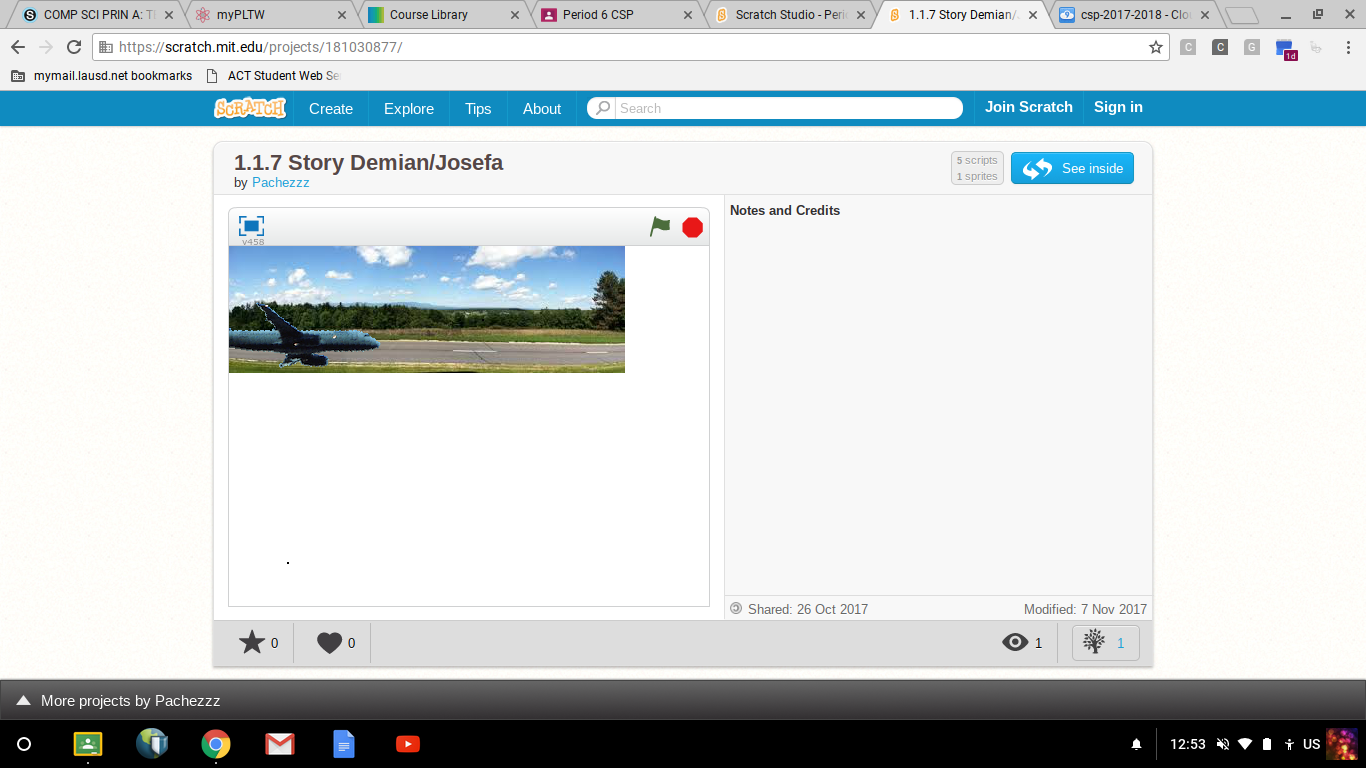 COMP SCI PRIN A: TE
myPLTW
Course Library
Period 6 CSP
Scratch Studio - Peri
1.1.7 Story Demian/
csp-2017-2018 - Clo
https://scratch.mit.edu/projects/181030877/
C C G 1d
mymail.lausd.net bookmarks ACT Student Web Se
SCRATCH Create Explore Tips About Search Join Scratch Sign in
1.1.7 Story Demian/Josefa
by Pachezzz
5 scripts
1 sprites
See inside
v458
Notes and Credits
Shared: 26 Oct 2017 Modified: 7 Nov 2017
0 0 1 1
More projects by Pachezzz
12:53 US